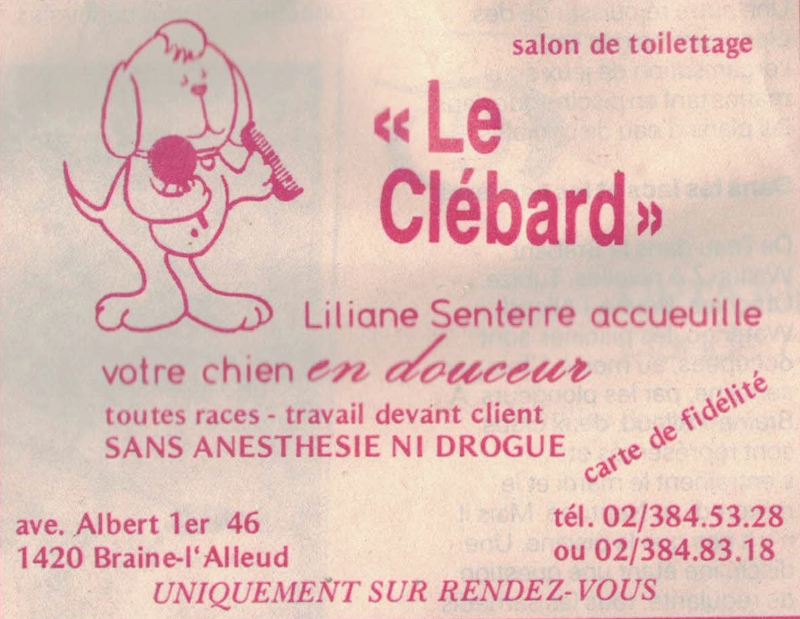 salon de toilettage
« Le
Clébard »
Liliane Senterre accueuille
votre chien en douceur
toutes races - travail devant client
SANS ANESTHESIE NI DROGUE
carte de fidélité
ave. Albert 1er 46
1420 Braine-l'Alleud
tél. 02/384.53.28
ou 02/384.83.18
UNIQUEMENT SUR RENDEZ-VOUS